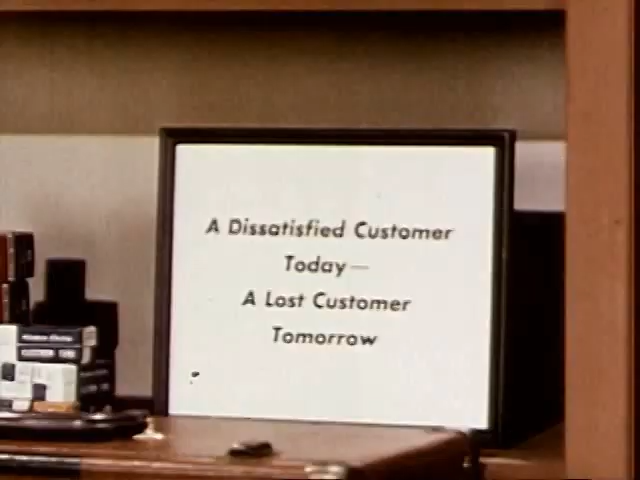 A Dissatisfied Customer
Today—
A Lost Customer
Tomorrow